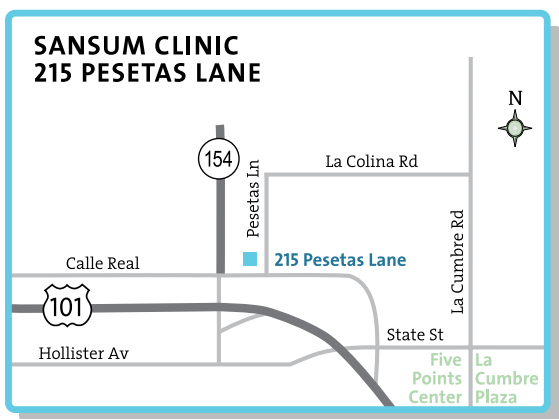 SANSUM CLINIC
215 PESETAS LANE
N
154
La Colina Rd
Pesetas Ln
La Cumbre Rd
215 Pesetas Lane
Calle Real
101
State St
Hollister Av
Five
Points
Center
La
Cumbre
Plaza